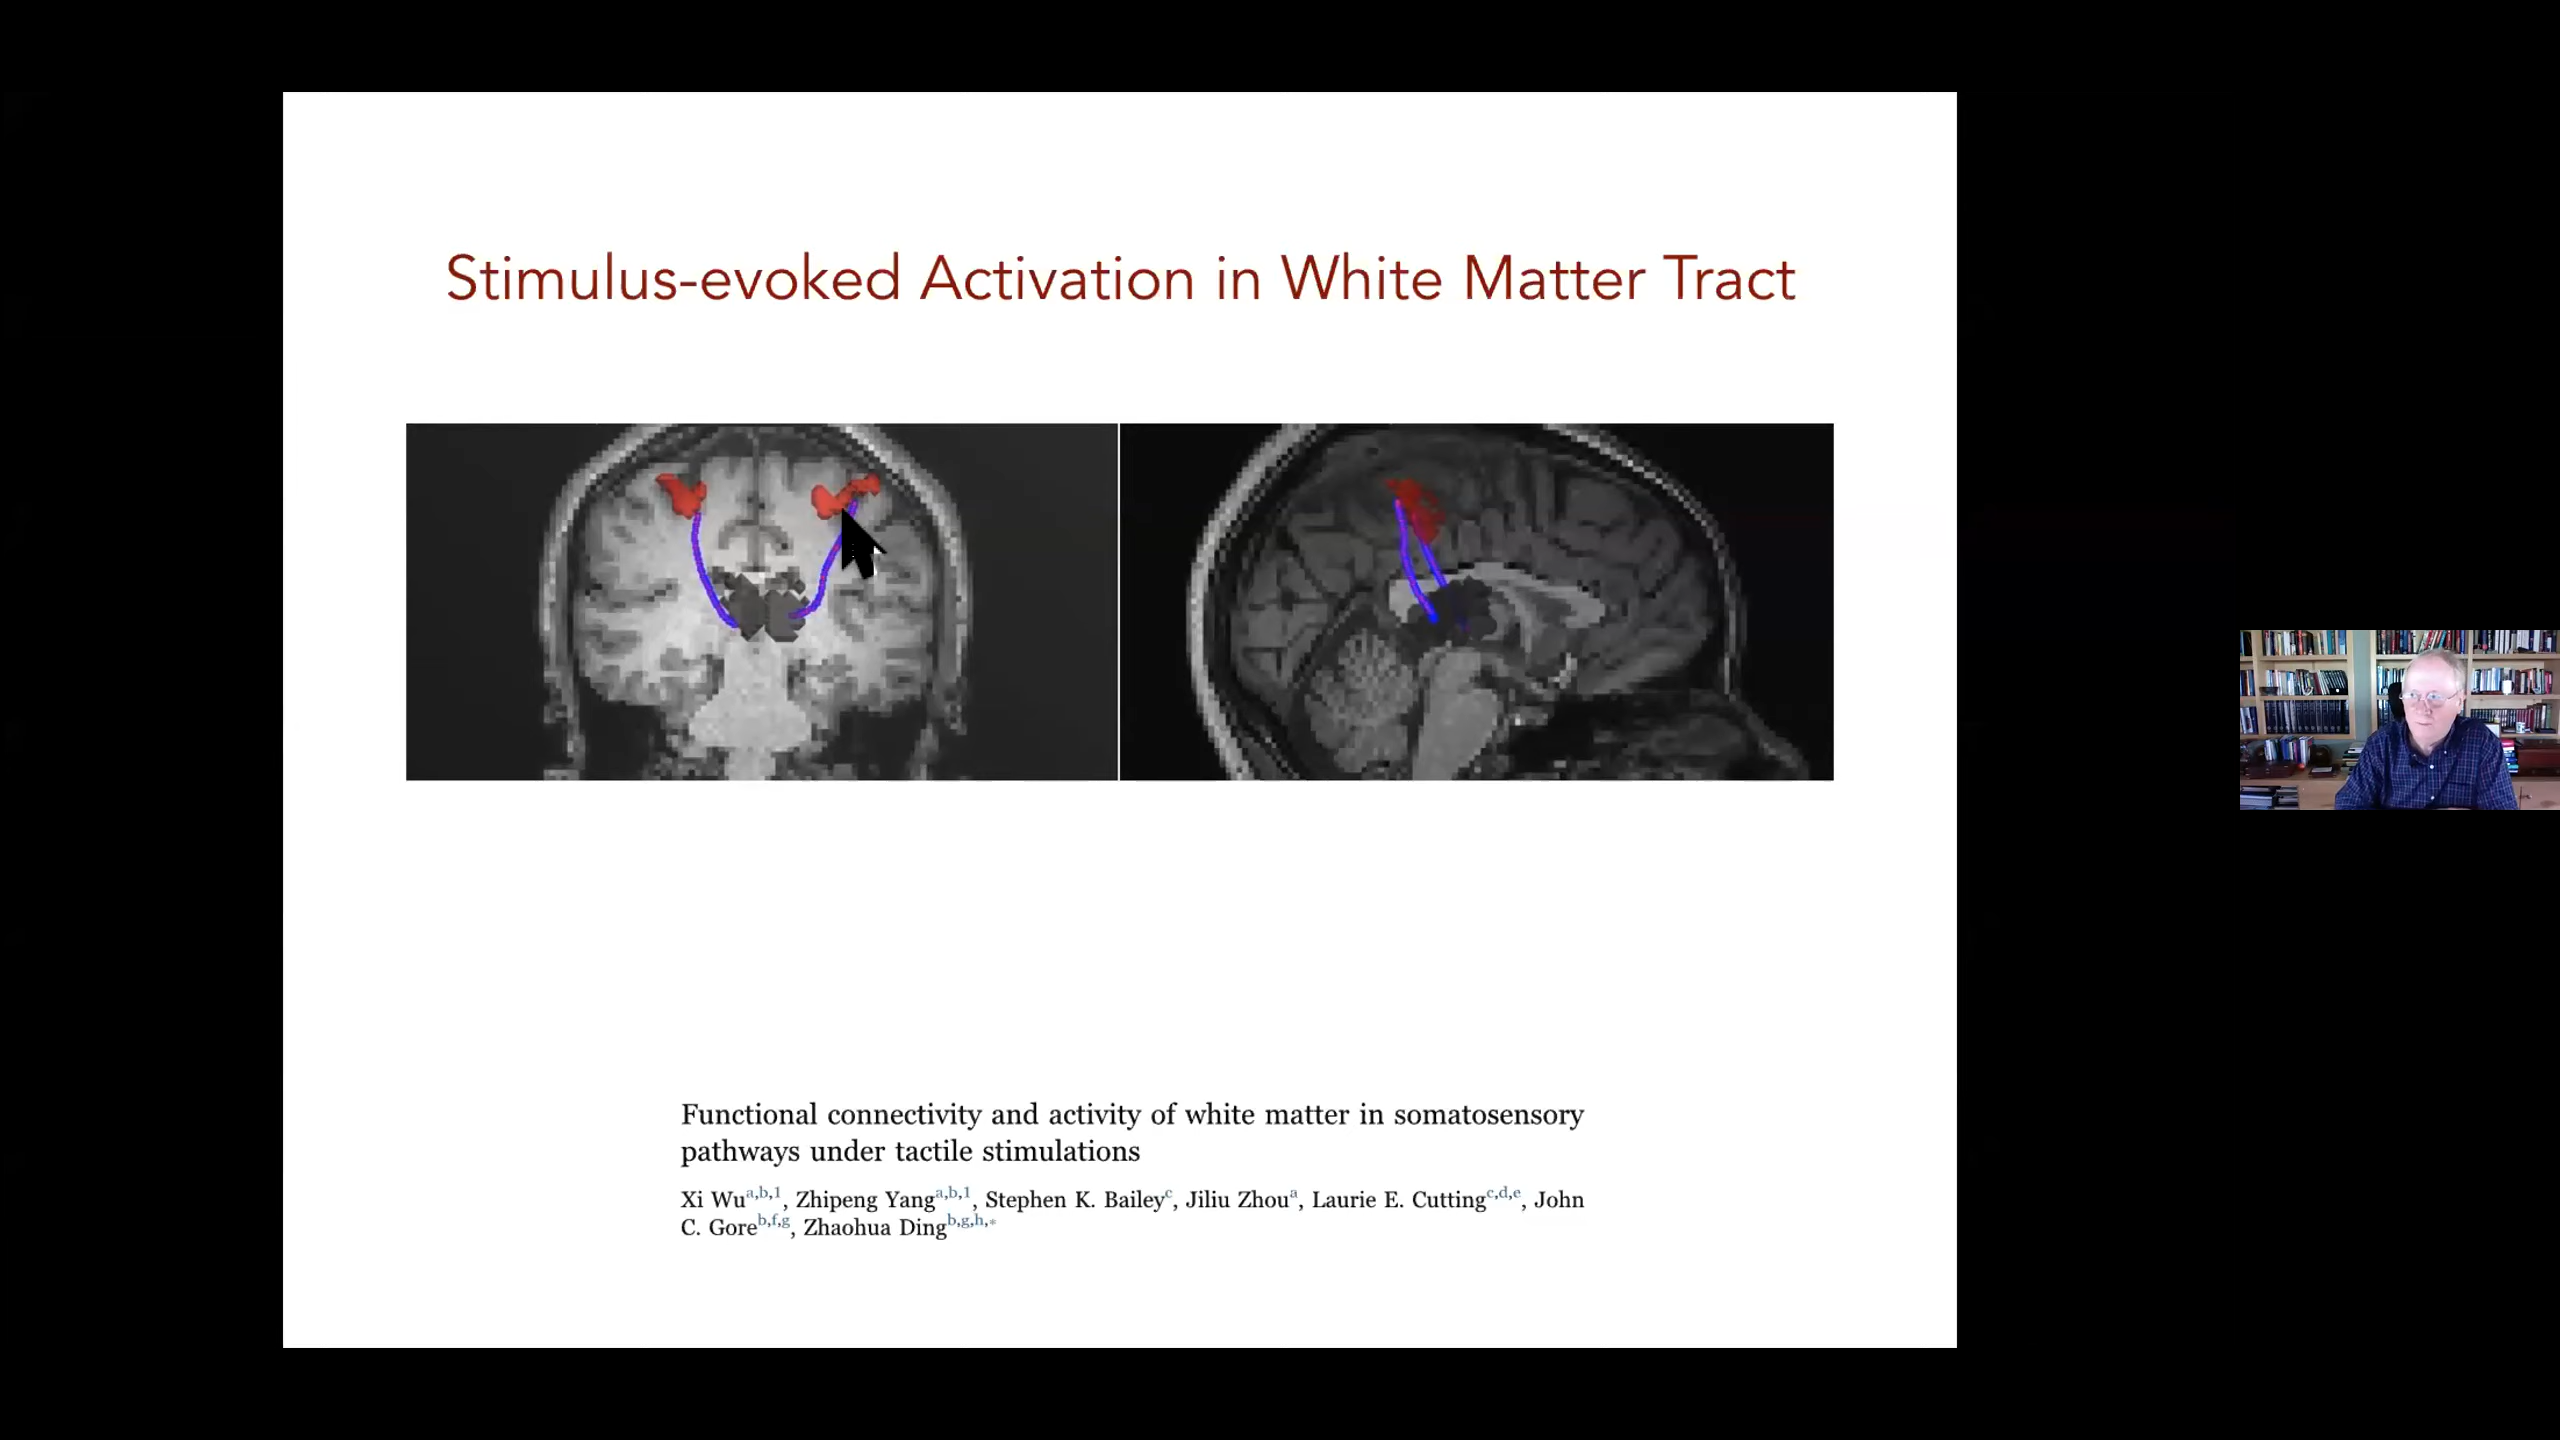 Stimulus-evoked Activation in White Matter Tract
Functional connectivity and activity of white matter in somatosensory
pathways under tactile stimulations
Xi Wua,b,1, Zhipeng Yanga,b,1, Stephen K. Baileyc, Jiliu Zhoua, Laurie E. Cuttingc,d,e, John
C. Goreb,f,g, Zhaohua Dingb,g,h,*